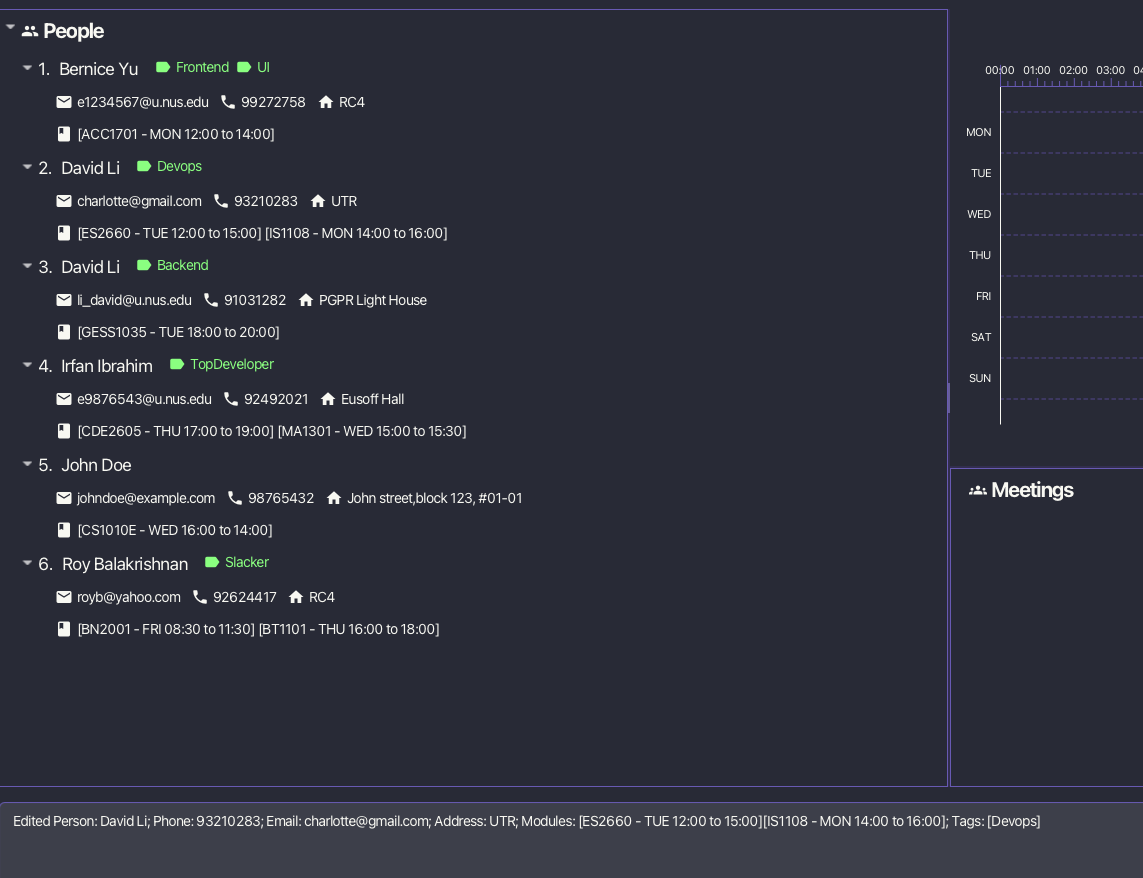 People
1. Bernice Yu Frontend UI
e1234567@u.nus.edu 99272758 RC4
[ACC1701 - MON 12:00 to 14:00]
2. David Li Devops
charlotte@gmail.com 93210283 UTR
[ES2660 - TUE 12:00 to 15:00] [IS1108 - MON 14:00 to 16:00]
3. David Li Backend
li_david@u.nus.edu 91031282 PGPR Light House
[GESS1035 - TUE 18:00 to 20:00]
4. Irfan Ibrahim TopDeveloper
e9876543@u.nus.edu 92492021 Eusoff Hall
[CDE2605 - THU 17:00 to 19:00] [MA1301 - WED 15:00 to 15:30]
5. John Doe
johndoe@example.com 98765432 John street,block 123, #01-01
[CS1010E - WED 16:00 to 14:00]
6. Roy Balakrishnan Slacker
royb@yahoo.com 92624417 RC4
[BN2001 - FRI 08:30 to 11:30] [BT1101 - THU 16:00 to 18:00]
00:00 01:00 02:00 03:00
MON
TUE
WED
THU
FRI
SAT
SUN
Meetings
Edited Person: David Li; Phone: 93210283; Email: charlotte@gmail.com; Address: UTR; Modules: [ES2660 - TUE 12:00 to 15:00][IS1108 - MON 14:00 to 16:00]; Tags: [Devops]